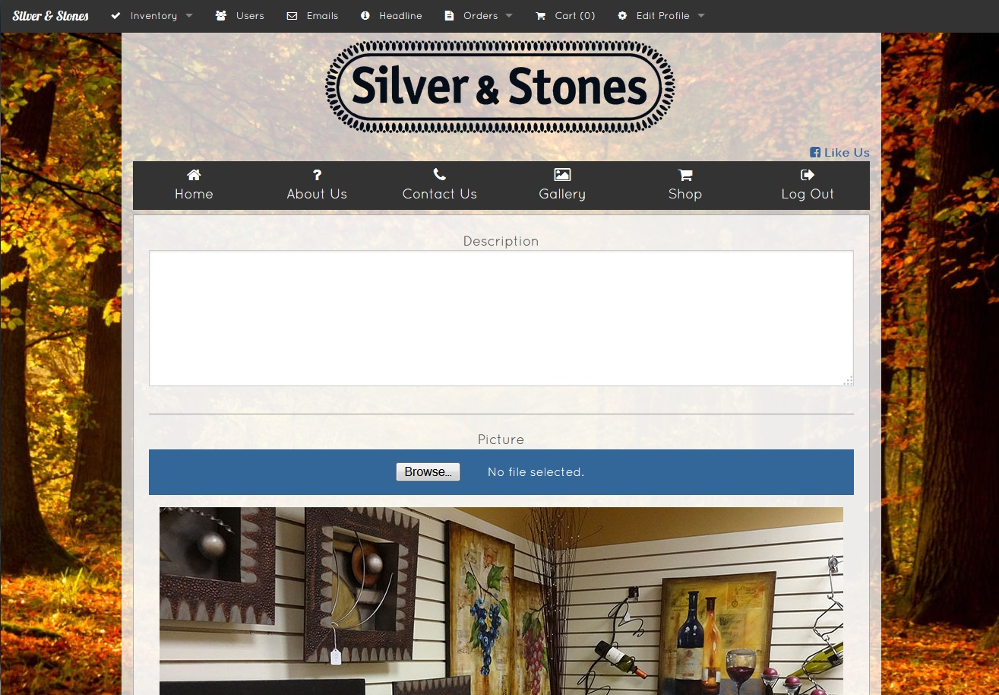 Silver & Stones Inventory Users Emails Headline Orders Cart (0) Edit Profile
Silver & Stones
Like Us
Home About Us Contact Us Gallery Shop Log Out
Description
Picture
Browse... No file selected.